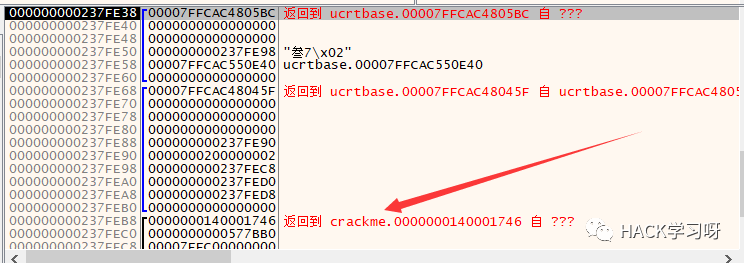 000000000237FE38 00007FFCAC4805BC 返回到 ucrtbase.00007FFCAC4805BC 自 ???
000000000237FE40 0000000000000000
000000000237FE48 0000000000000000
000000000237FE50 000000000237FE98 "叁7\x02"
000000000237FE58 00007FFCAC550E40 ucrtbase.00007FFCAC550E40
000000000237FE60 0000000000000000
000000000237FE68 00007FFCAC48045F 返回到 ucrtbase.00007FFCAC48045F 自 ucrtbase.00007FFCAC4805
000000000237FE70 0000000000000000
000000000237FE78 0000000000000000
000000000237FE80 0000000000000000
000000000237FE88 000000000237FE90
000000000237FE90 0000000200000002
000000000237FE98 000000000237FEC8
000000000237FEA0 000000000237FED0
000000000237FEA8 000000000237FED8
000000000237FEB0 0000000000000000
000000000237FEB8 0000000140001746 返回到 crackme.0000000140001746 自 ???
000000000237FEC0 0000000000577BB0
000000000237FEC8 00007FFC00000000
HACK学习呀